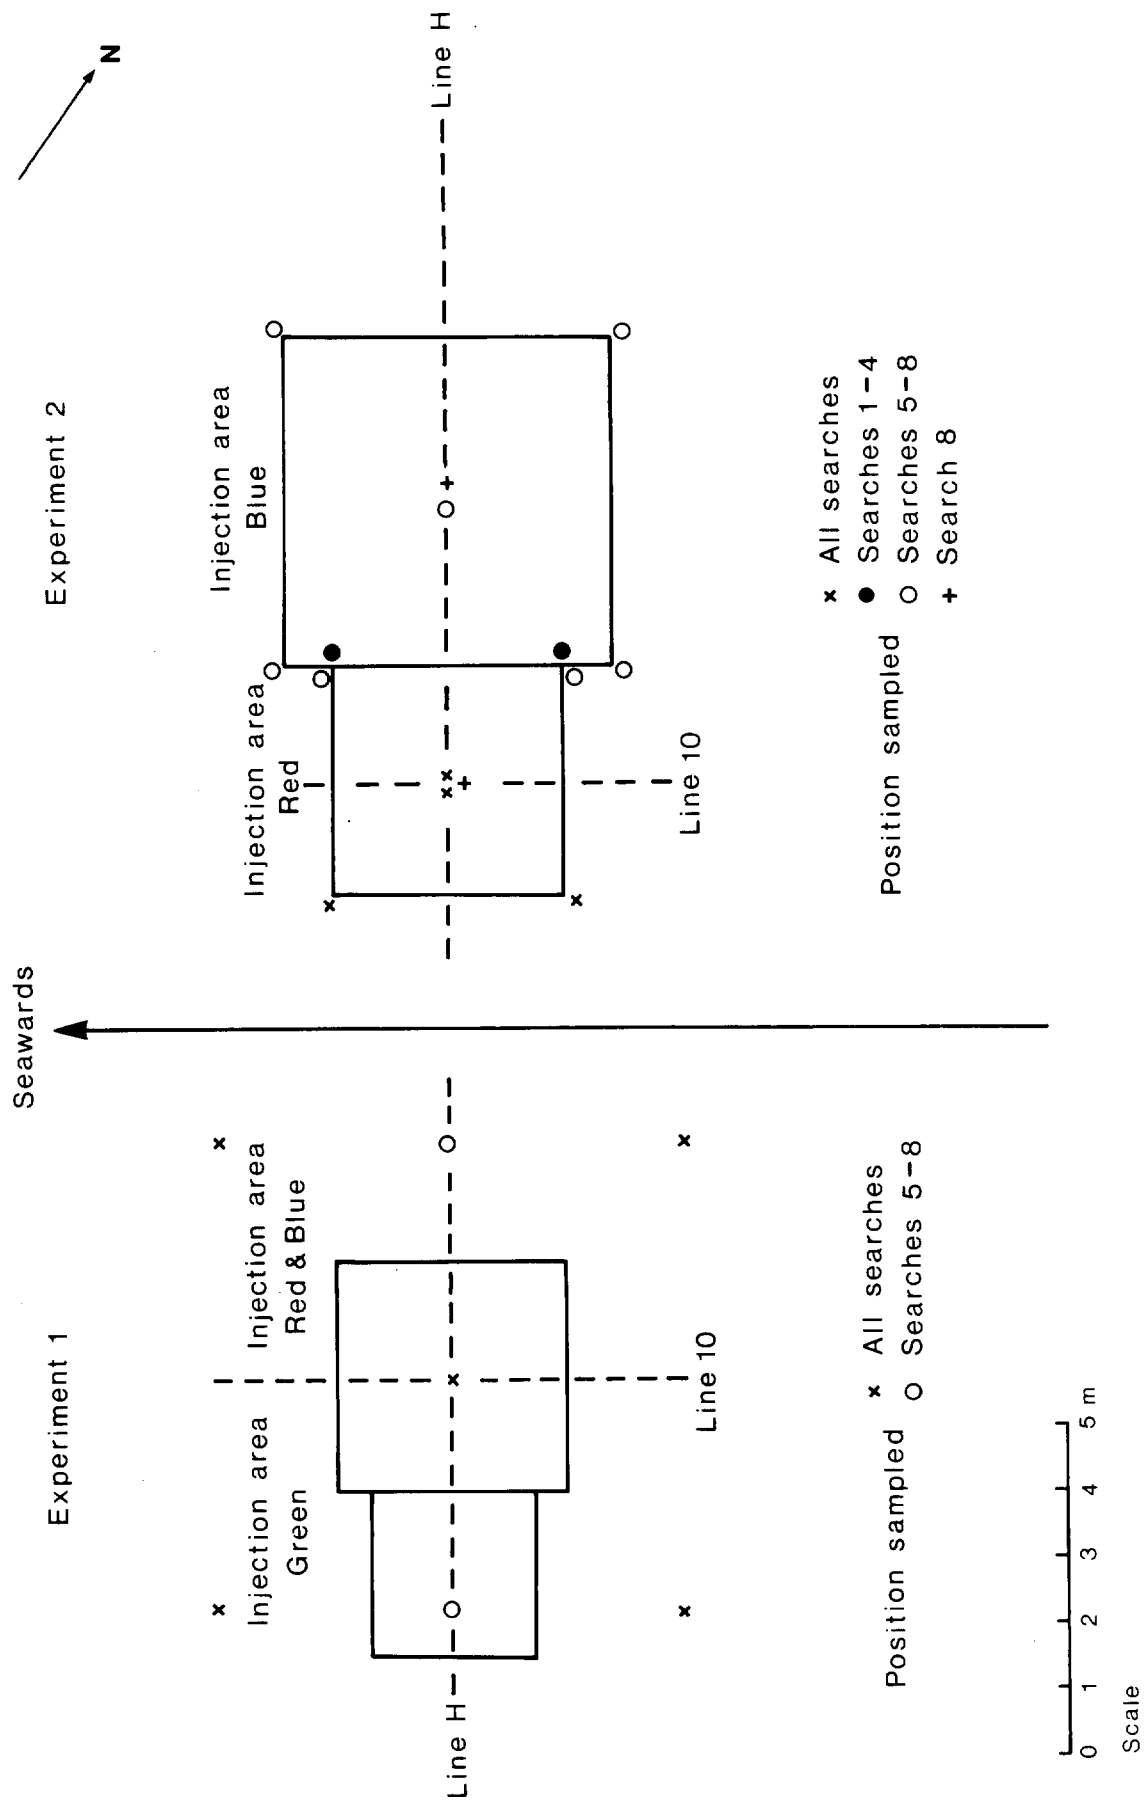 Seawards
N
Experiment 1
Injection area
Green
Injection area
Red & Blue
Line H
Line 10
Position sampled
x All searches
o Searches 5-8
0 1 2 3 4 5 m
Scale
Experiment 2
Injection area
Red
Injection area
Blue
Line H
Line 10
Position sampled
x All searches
● Searches 1-4
o Searches 5-8
+ Search 8